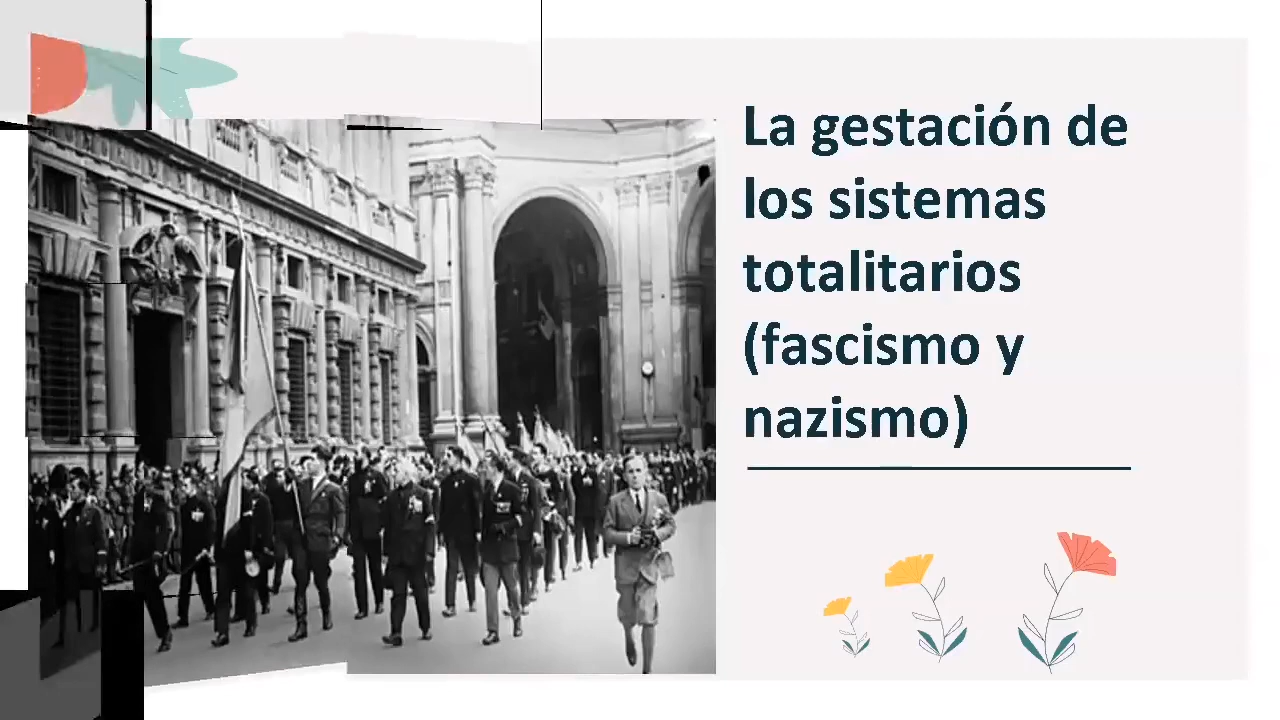 La gestación de
los sistemas
totalitarios
(fascismo y
nazismo)